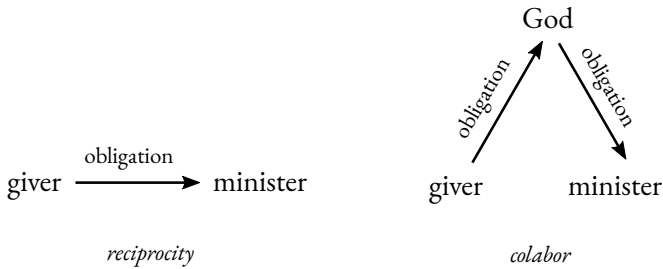 obligation
giver
minister
reciprocity
God
obligation
obligation
giver
minister
colabor